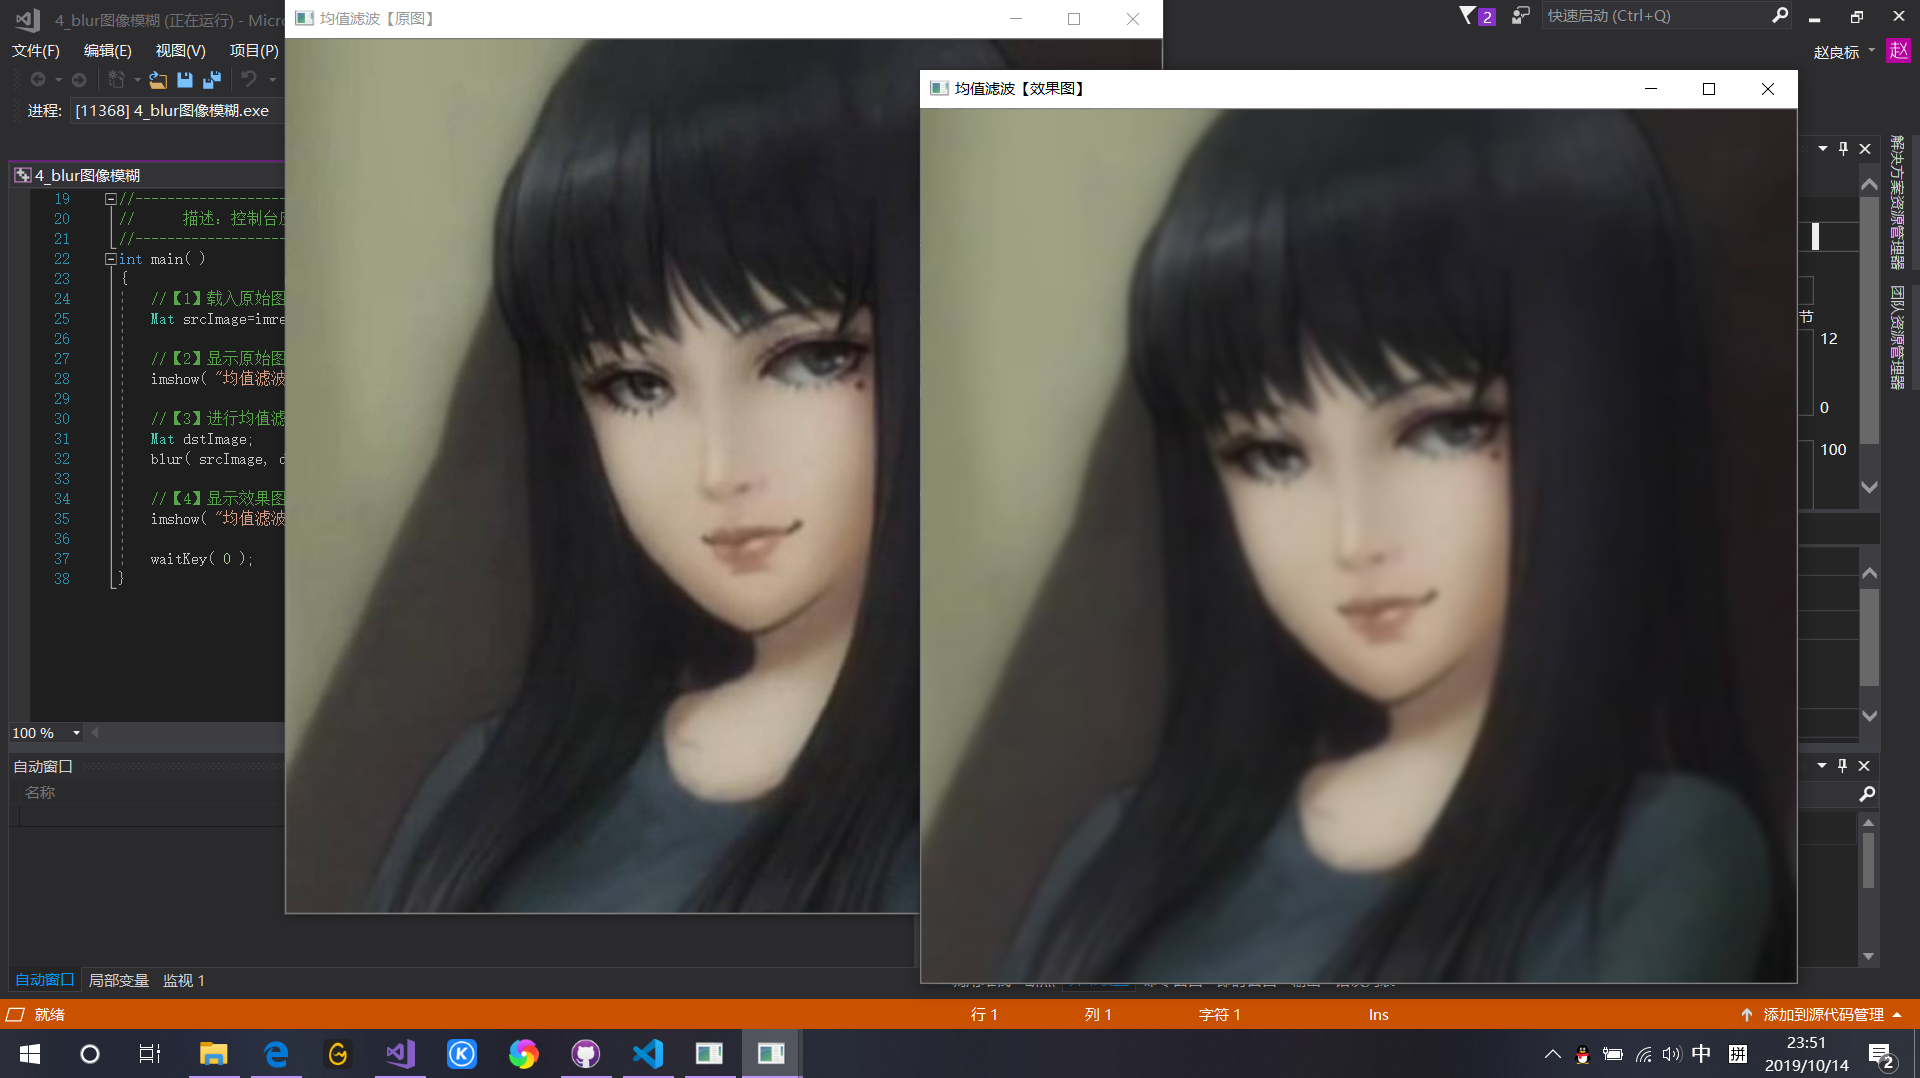 4_blur图像模糊 (正在运行) - Micro
2
快速启动 (Ctrl+Q)
文件(F) 编辑(E) 视图(V) 项目(P)
赵良标
赵
进程: [11368] 4_blur图像模糊.exe
均值滤波【原图】
均值滤波【效果图】
4_blur图像模糊
19 //-------------------
20 // 描述：控制台
21 //-------------------
22 int main( )
23 {
24 //【1】载入原始图
25 Mat srcImage=imre
26
27 //【2】显示原始图
28 imshow( "均值滤波
29
30 //【3】进行均值滤
31 Mat dstImage;
32 blur( srcImage, d
33
34 //【4】显示效果图
35 imshow( "均值滤波
36
37 waitKey( 0 );
38 }
解决方案资源管理器
团队资源管理器
节
12
0
100
100 %
自动窗口
名称
自动窗口 局部变量 监视 1
就绪
行 1
列 1
字符 1
Ins
添加到源代码管理
中
拼
23:51
2019/10/14
2